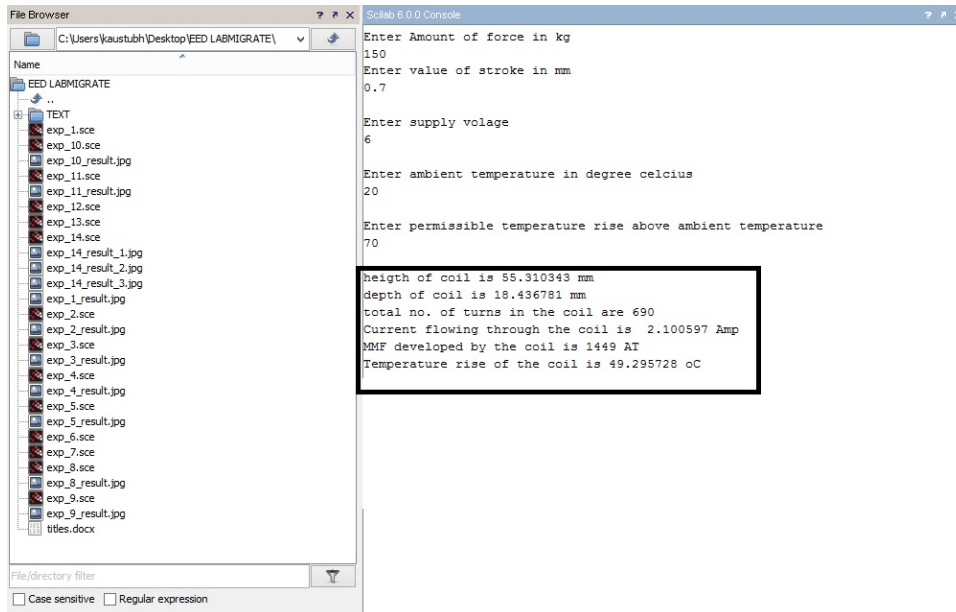 File Browser
C:\Users\kaustubh\Desktop\EED LABMIGRATE\
Name
EED LABMIGRATE
..
TEXT
exp_1.sce
exp_10.sce
exp_10_result.jpg
exp_11.sce
exp_11_result.jpg
exp_12.sce
exp_13.sce
exp_14.sce
exp_14_result_1.jpg
exp_14_result_2.jpg
exp_14_result_3.jpg
exp_1_result.jpg
exp_2.sce
exp_2_result.jpg
exp_3.sce
exp_3_result.jpg
exp_4.sce
exp_4_result.jpg
exp_5.sce
exp_5_result.jpg
exp_6.sce
exp_7.sce
exp_8.sce
exp_8_result.jpg
exp_9.sce
exp_9_result.jpg
titles.docx
File/directory filter
Case sensitive Regular expression
Scilab 6.0.0 Console
Enter Amount of force in kg
150
Enter value of stroke in mm
0.7
Enter supply volage
6
Enter ambient temperature in degree celcius
20
Enter permissible temperature rise above ambient temperature
70
heigth of coil is 55.310343 mm
depth of coil is 18.436781 mm
total no. of turns in the coil are 690
Current flowing through the coil is 2.100597 Amp
MMF developed by the coil is 1449 AT
Temperature rise of the coil is 49.295728 oC